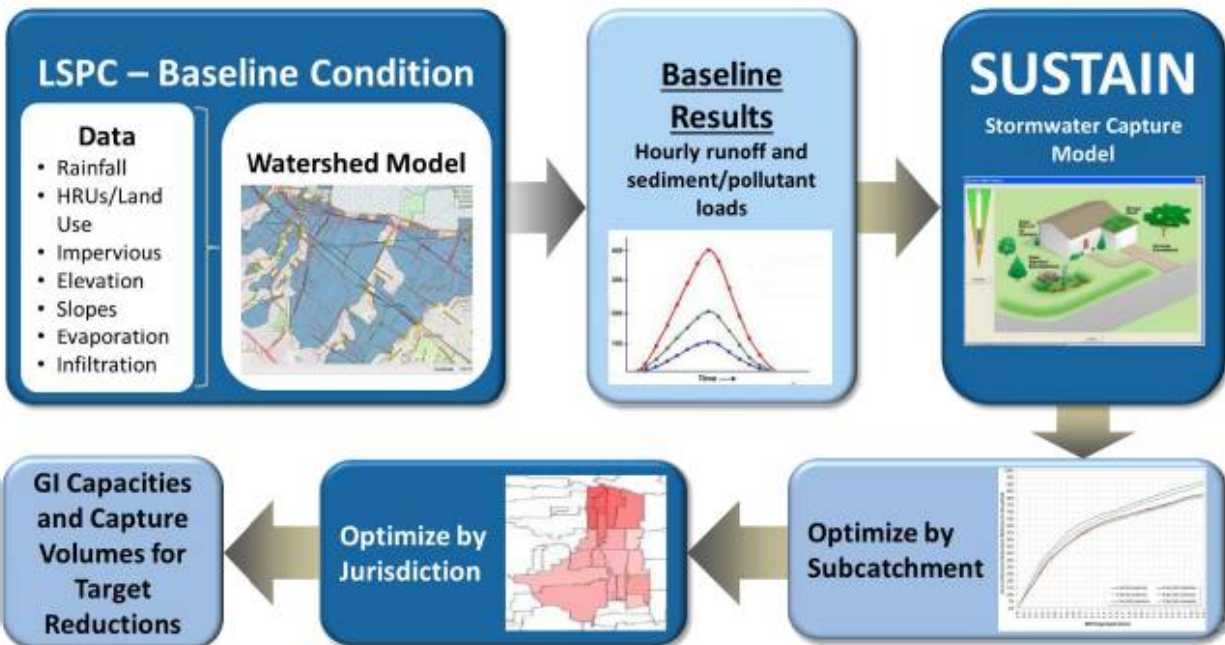 LSPC – Baseline Condition
Data
• Rainfall
• HRUs/Land
Use
• Impervious
• Elevation
• Slopes
• Evaporation
• Infiltration
Watershed Model
Baseline
Results
Hourly runoff and
sediment/pollutant
loads
Time
SUSTAIN
Stormwater Capture
Model
Optimize by
Subcatchment
Optimize by
Jurisdiction
GI Capacities
and Capture
Volumes for
Target
Reductions